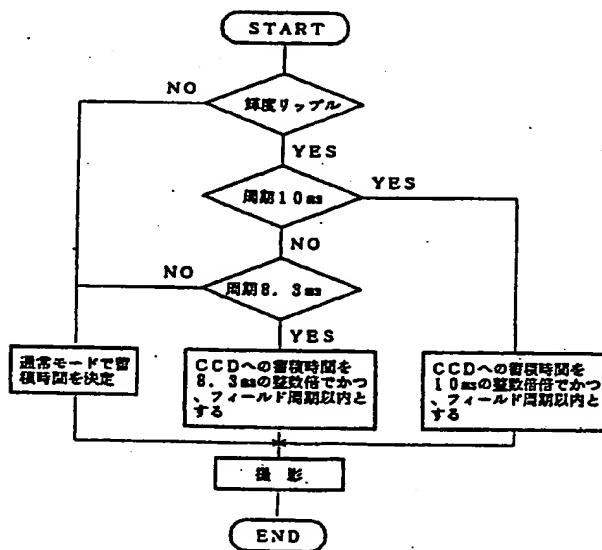 START
NO
輝度リップル
YES
周期10ms
YES
NO
NO
周期8.3ms
YES
通常モードで蓄
積時間を決定
CCDへの蓄積時間を
8.3msの整数倍でかつ
、フィールド周期以内と
する
CCDへの蓄積時間を
10msの整数倍倍でかつ
、フィールド周期以内と
する
撮影
END